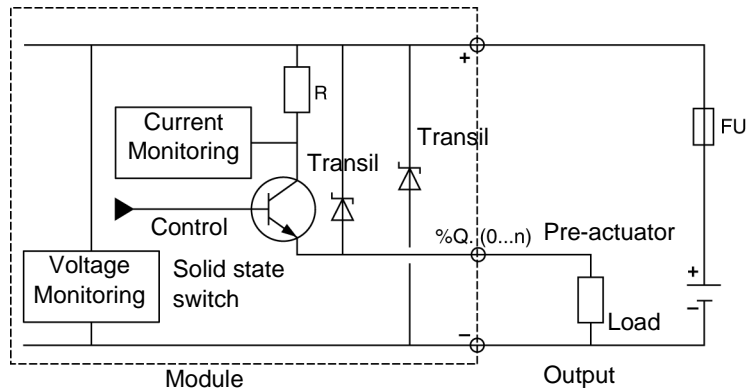 +
R
FU
Current
Monitoring
Transil
Transil
Control
%Q. (0...n)
Pre-actuator
Voltage
Monitoring
Solid state
switch
+
−
Load
−
Module
Output